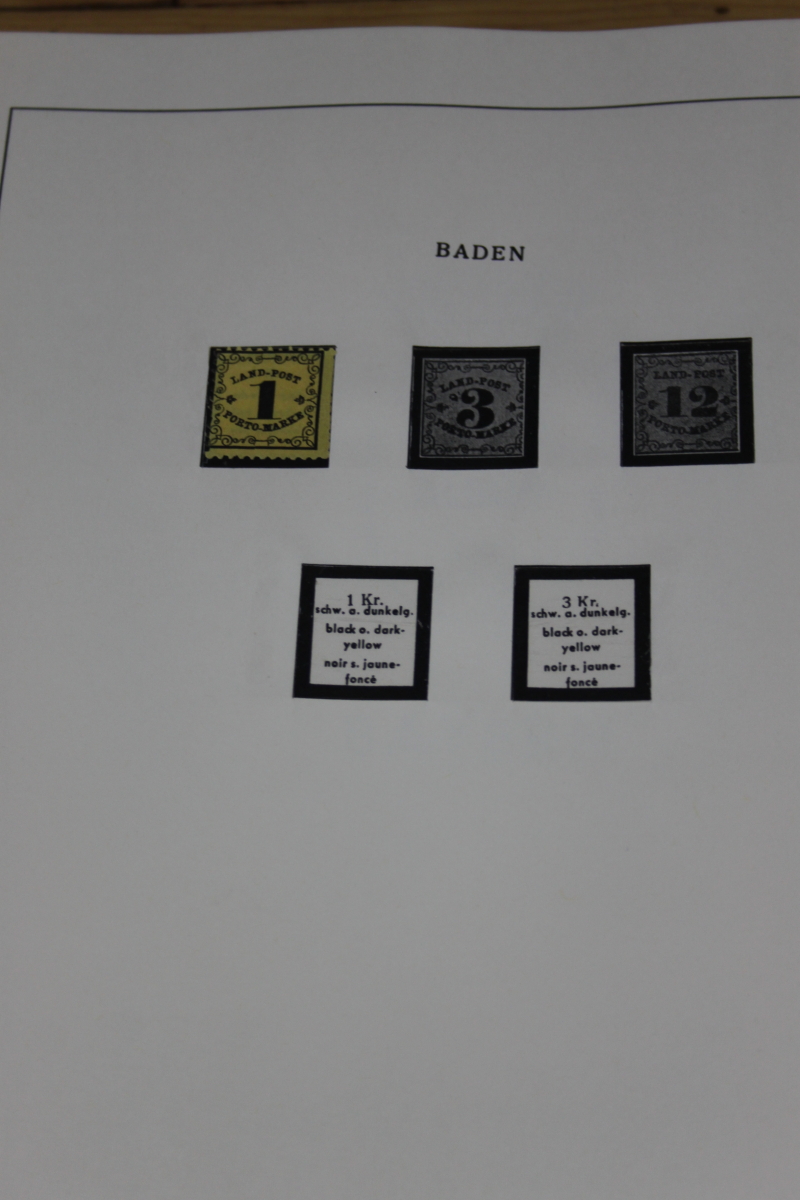 BADEN
LAND-POST
1
PORTO-MARKE
LAND-POST
3
PORTO-MARKE
LAND-POST
12
PORTO-MARKE
1 Kr.
schw. a. dunkelg.
black o. dark-
yellow
noir s. jaune-
foncè
3 Kr.
schw. a. dunkelg.
black o. dark-
yellow
noir s. jaune-
foncè